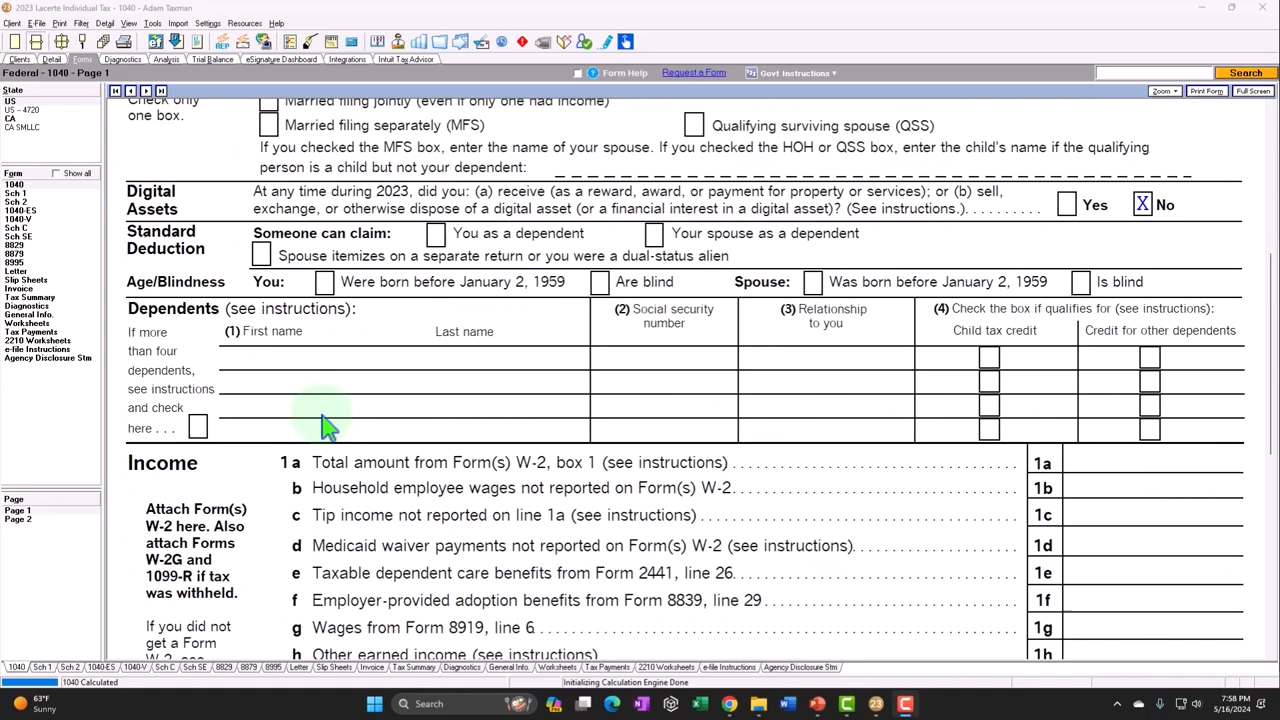 2023 Lacerte Individual Tax - 1040 - Adam Taxman
Client E-File Print Filter Detail View Tools Import Settings Resources Help
Clients Detail Forms Diagnostics Analysis Trial Balance eSignature Dashboard Integrations Intuit Tax Advisor
Federal - 1040 - Page 1
Form Help Request a Form Govt Instructions Search
State
US
US - 4720
CA
CA SMLLC
Form Show all
1040
Sch 1
Sch 2
1040-ES
1040-V
Sch C
Sch SE
8829
8879
8995
Letter
Slip Sheets
Invoice
Tax Summary
Diagnostics
General Info.
Worksheets
Tax Payments
2210 Worksheets
e-file Instructions
Agency Disclosure Stm
Page
Page 1
Page 2
Zoom Print Form Full Screen
Check only
one box.
Married filing jointly (even if only one had income)
Married filing separately (MFS) Qualifying surviving spouse (QSS)
If you checked the MFS box, enter the name of your spouse. If you checked the HOH or QSS box, enter the child's name if the qualifying
person is a child but not your dependent:
Digital
Assets
At any time during 2023, did you: (a) receive (as a reward, award, or payment for property or services); or (b) sell,
exchange, or otherwise dispose of a digital asset (or a financial interest in a digital asset)? (See instructions.) Yes X No
Standard
Deduction
Someone can claim: You as a dependent Your spouse as a dependent
Spouse itemizes on a separate return or you were a dual-status alien
Age/Blindness You: Were born before January 2, 1959 Are blind Spouse: Was born before January 2, 1959 Is blind
Dependents (see instructions):
(2) Social security
number
(3) Relationship
to you
(4) Check the box if qualifies for (see instructions):
If more
than four
dependents,
see instructions
and check
here . . .
(1) First name Last name
Child tax credit Credit for other dependents
Income
Attach Form(s)
W-2 here. Also
attach Forms
W-2G and
1099-R if tax
was withheld.
If you did not
get a Form
1 a Total amount from Form(s) W-2, box 1 (see instructions) 1a
b Household employee wages not reported on Form(s) W-2 1b
c Tip income not reported on line 1a (see instructions) 1c
d Medicaid waiver payments not reported on Form(s) W-2 (see instructions) 1d
e Taxable dependent care benefits from Form 2441, line 26 1e
f Employer-provided adoption benefits from Form 8839, line 29 1f
g Wages from Form 8919, line 6 1g
h Other earned income (see instructions) 1h
1040 Sch 1 Sch 2 1040-ES 1040-V Sch C Sch SE 8829 8879 8995 Letter Slip Sheets Invoice Tax Summary Diagnostics General Info. Worksheets Tax Payments 2210 Worksheets e-file Instructions Agency Disclosure Stm
1040 Calculated Initializing Calculation Engine Done
63°F
Sunny
Search
7:58 PM
5/16/2024